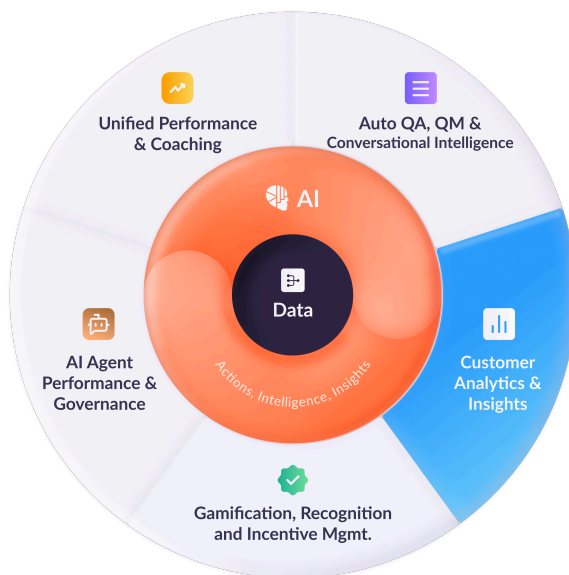 Unified Performance
& Coaching
Auto QA, QM &
Conversational Intelligence
AI
Data
Actions, Intelligence, Insights
AI Agent
Performance &
Governance
Customer
Analytics &
Insights
Gamification, Recognition
and Incentive Mgmt.